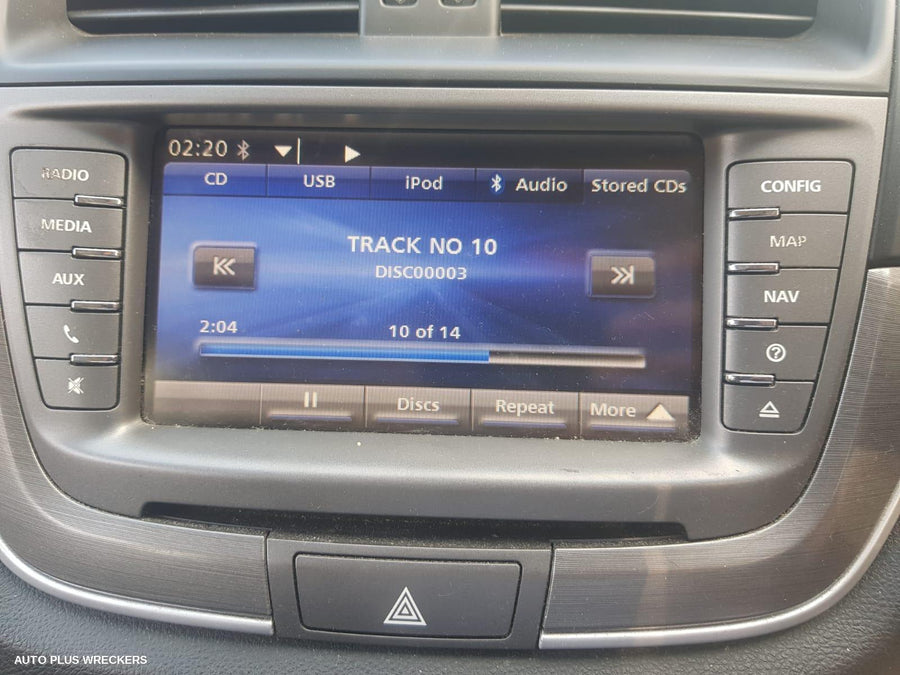 02:20
CD USB iPod Audio Stored CDs
TRACK NO 10
DISC00003
2:04 10 of 14
Discs Repeat More
RADIO
MEDIA
AUX
CONFIG
MAP
NAV
AUTO PLUS WRECKERS